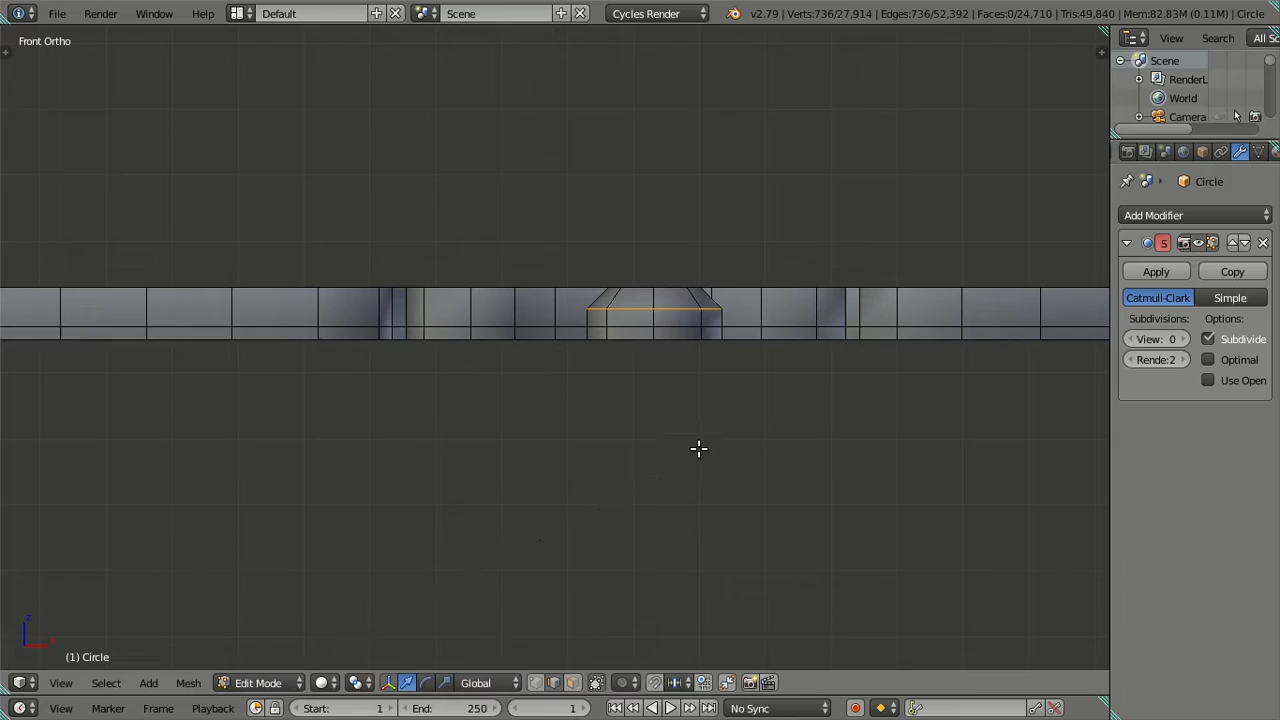 File Render Window Help Default Scene Cycles Render v2.79 | Verts:736/27,914 | Edges:736/52,392 | Faces:0/24,710 | Tris:49,840 | Mem:82.83M (0.11M) | Circle
Front Ortho
View Search All Sc
Scene
RenderL
World
Camera
Circle
Add Modifier
S
Apply Copy
Catmull-Clark Simple
Subdivisions: Options:
View: 0 Subdivide
Rende:2 Optimal
Use Open
z
x
(1) Circle
View Select Add Mesh Edit Mode Global
View Marker Frame Playback Start: 1 End: 250 1 No Sync